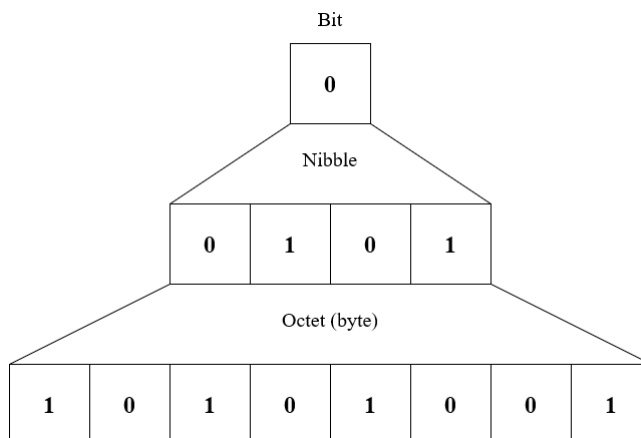 Bit
0
Nibble
0 1 0 1
Octet (byte)
1 0 1 0 1 0 0 1